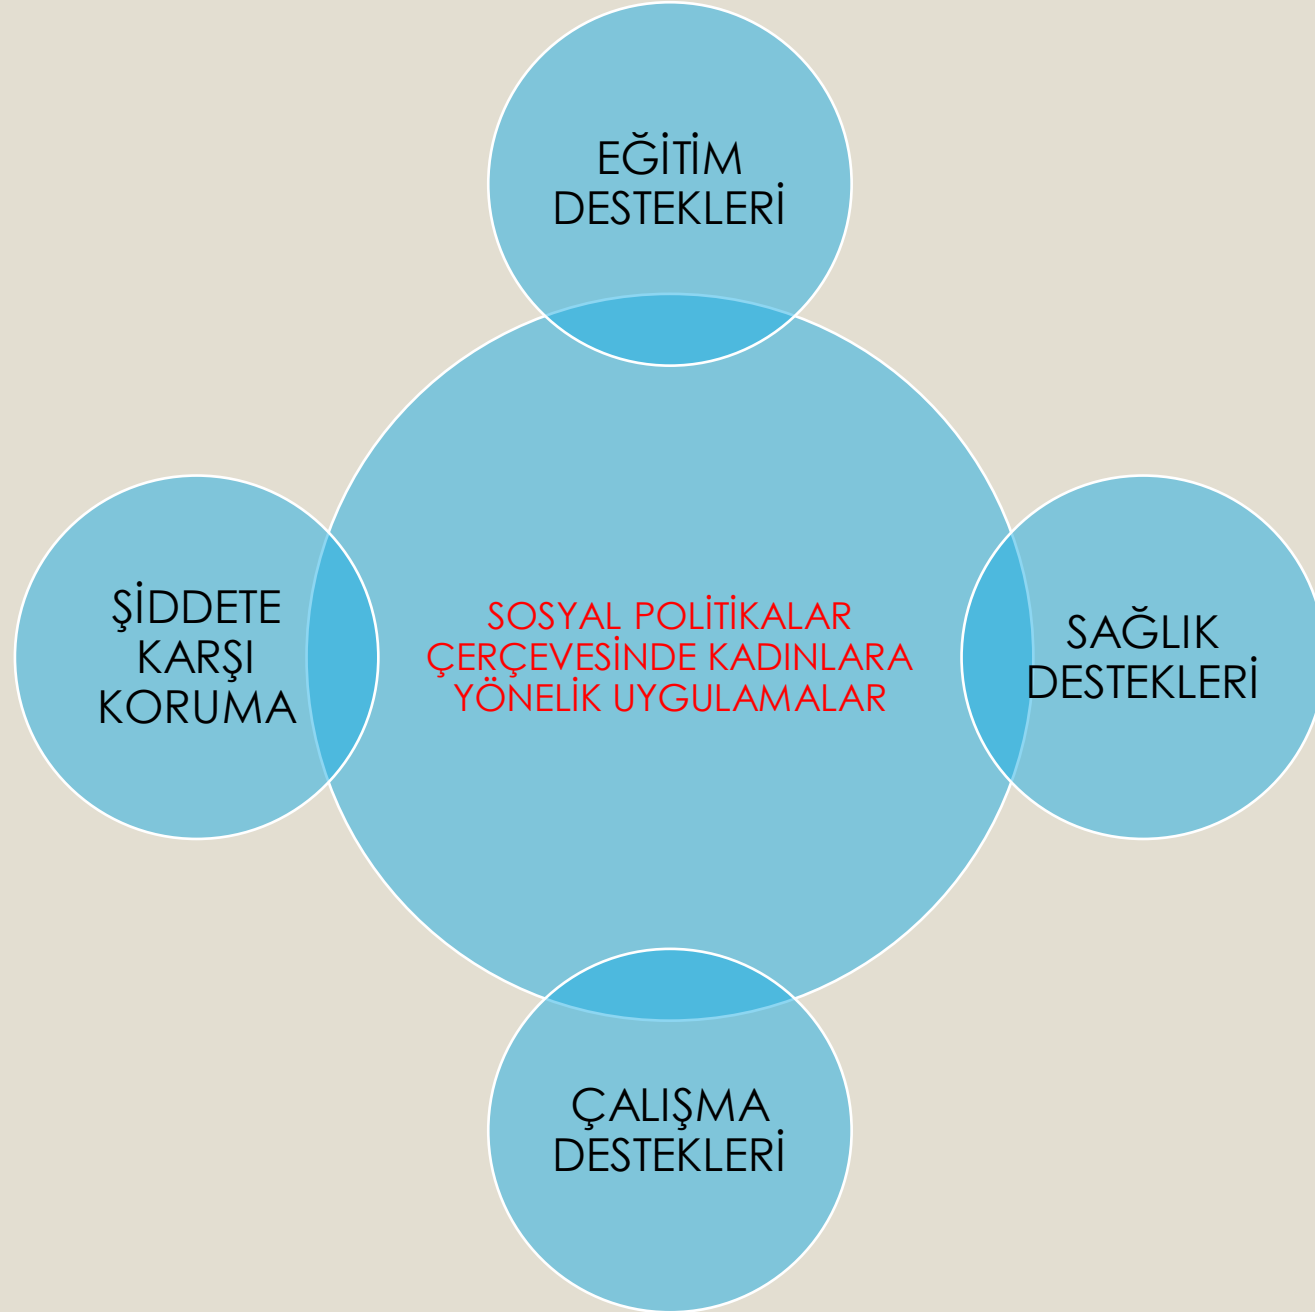 EĞİTİM
DESTEKLERİ
ŞİDDETE
KARŞI
KORUMA
SOSYAL POLİTİKALAR
ÇERÇEVESİNDE KADINLARA
YÖNELİK UYGULAMALAR
SAĞLIK
DESTEKLERİ
ÇALIŞMA
DESTEKLERİ